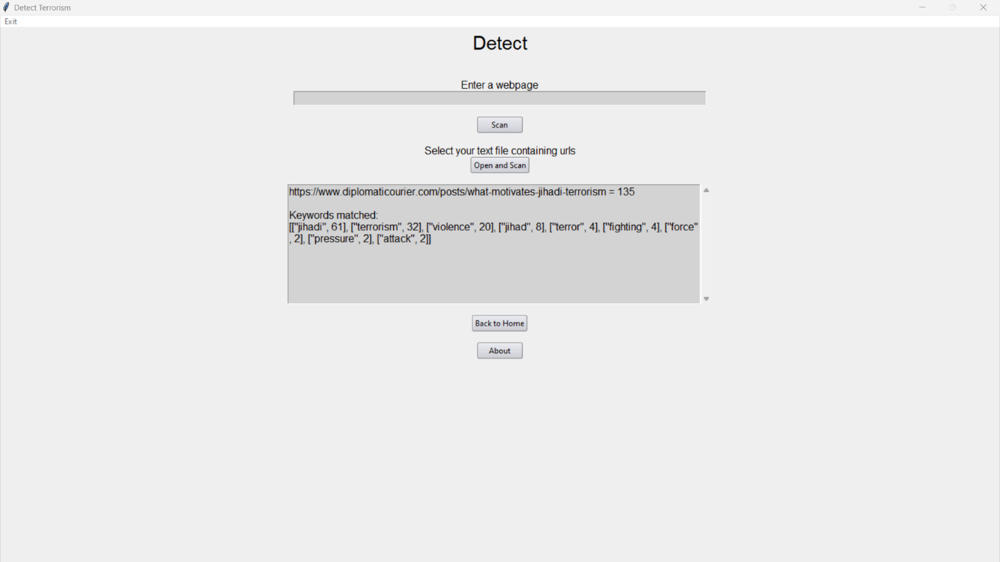 Detect Terrorism
Exit
Detect
Enter a webpage
Scan
Select your text file containing urls
Open and Scan
https://www.diplomaticourier.com/posts/what-motivates-jihadi-terrorism = 135
Keywords matched:
[["jihadi", 61], ["terrorism", 32], ["violence", 20], ["jihad", 8], ["terror", 4], ["fighting", 4], ["force"
, 2], ["pressure", 2], ["attack", 2]]
Back to Home
About